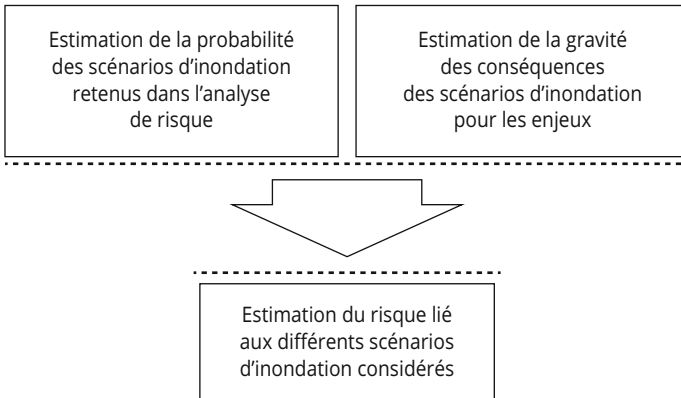 Estimation de la probabilité
des scénarios d’inondation
retenus dans l’analyse
de risque
Estimation de la gravité
des conséquences
des scénarios d’inondation
pour les enjeux
Estimation du risque lié
aux différents scénarios
d’inondation considérés